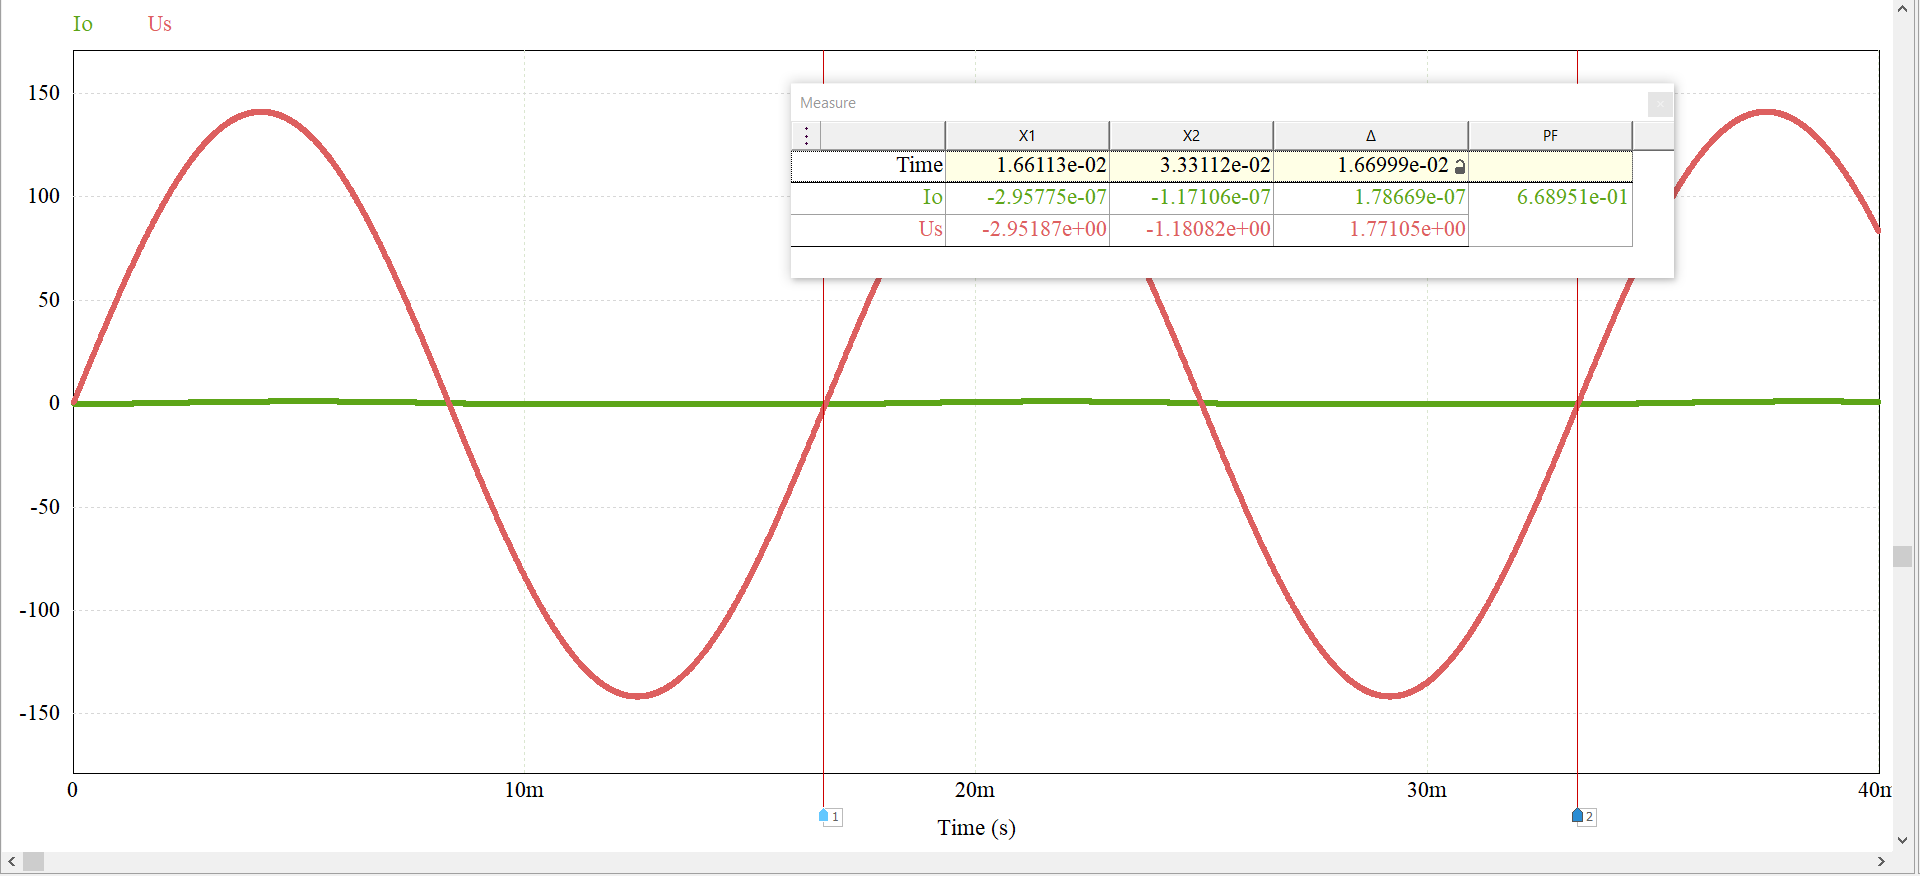 Io Us
150
100
50
0
-50
-100
-150
Measure
X1 X2 Δ PF
Time 1.66113e-02 3.33112e-02 1.66999e-02
Io -2.95775e-07 -1.17106e-07 1.78669e-07 6.68951e-01
Us -2.95187e+00 -1.18082e+00 1.77105e+00
0 10m 20m 30m 40m
1 2
Time (s)